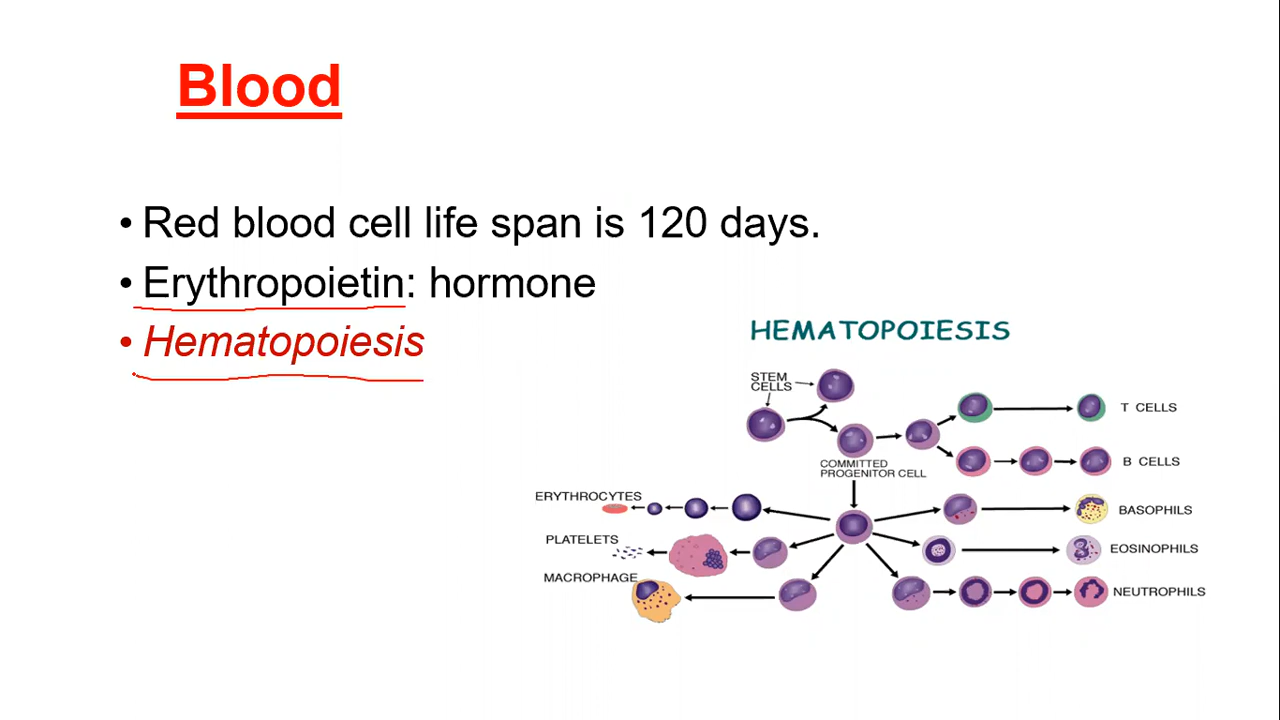 Blood
• Red blood cell life span is 120 days.
• Erythropoietin: hormone
• Hematopoiesis
HEMATOPOIESIS
STEM
CELLS
T CELLS
B CELLS
COMMITTED
PROGENITOR CELL
ERYTHROCYTES
BASOPHILS
PLATELETS
EOSINOPHILS
MACROPHAGE
NEUTROPHILS